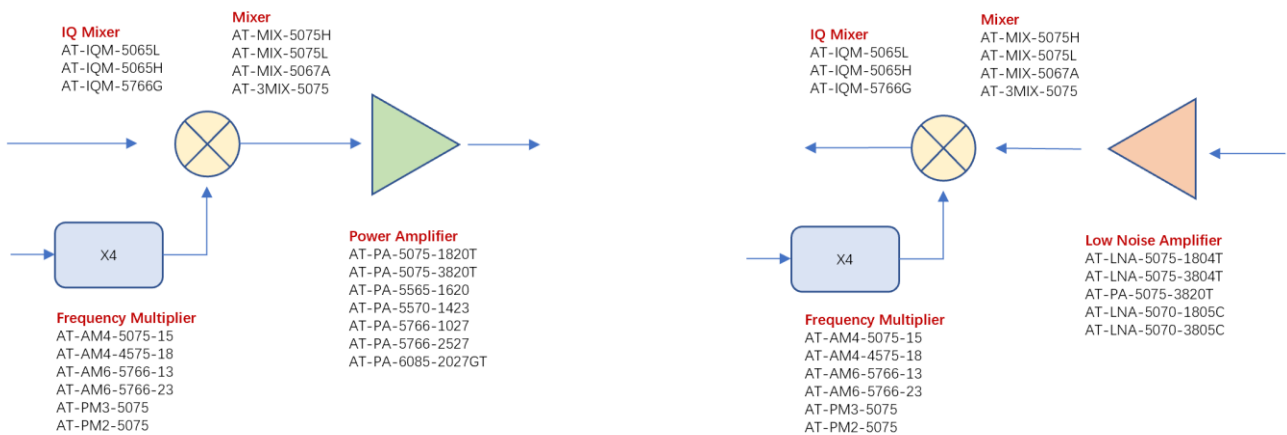 IQ Mixer
AT-IQM-5065L
AT-IQM-5065H
AT-IQM-5766G
Mixer
AT-MIX-5075H
AT-MIX-5075L
AT-MIX-5067A
AT-3MIX-5075
X4
Frequency Multiplier
AT-AM4-5075-15
AT-AM4-4575-18
AT-AM6-5766-13
AT-AM6-5766-23
AT-PM3-5075
AT-PM2-5075
Power Amplifier
AT-PA-5075-1820T
AT-PA-5075-3820T
AT-PA-5565-1620
AT-PA-5570-1423
AT-PA-5766-1027
AT-PA-5766-2527
AT-PA-6085-2027GT
IQ Mixer
AT-IQM-5065L
AT-IQM-5065H
AT-IQM-5766G
Mixer
AT-MIX-5075H
AT-MIX-5075L
AT-MIX-5067A
AT-3MIX-5075
X4
Frequency Multiplier
AT-AM4-5075-15
AT-AM4-4575-18
AT-AM6-5766-13
AT-AM6-5766-23
AT-PM3-5075
AT-PM2-5075
Low Noise Amplifier
AT-LNA-5075-1804T
AT-LNA-5075-3804T
AT-PA-5075-3820T
AT-LNA-5070-1805C
AT-LNA-5070-3805C